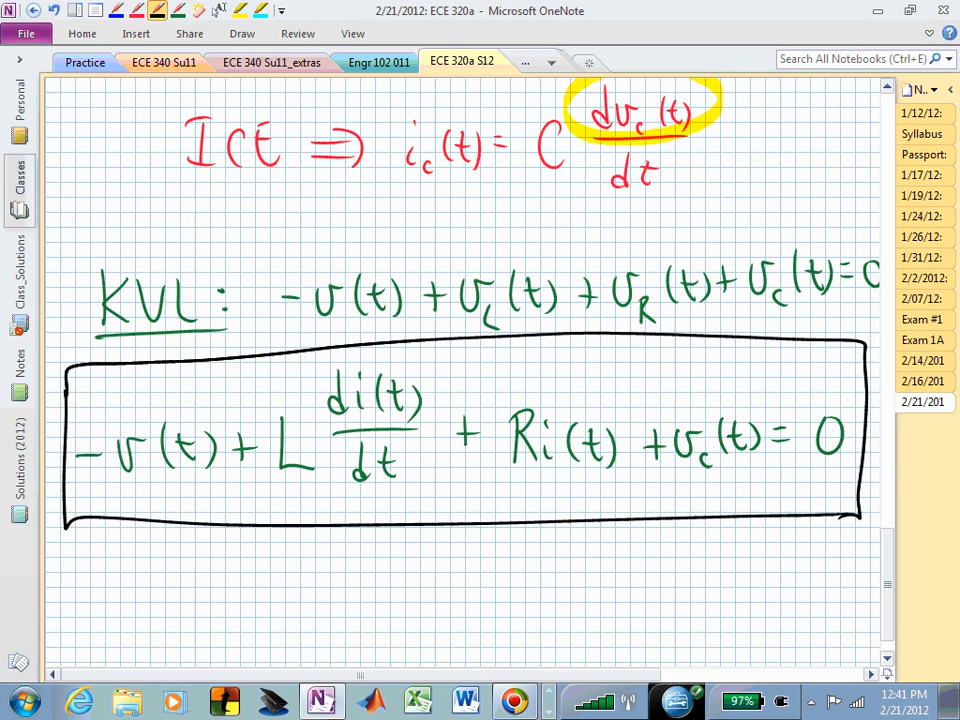 2/21/2012: ECE 320a - Microsoft OneNote
File Home Insert Share Draw Review View
Practice ECE 340 Su11 ECE 340 Su11_extras Engr 102 011 ECE 320a S12 ...
Search All Notebooks (Ctrl+E)
N..
Personal
Classes
Class_Solutions
Notes
Solutions (2012)
1/12/12:
Syllabus
Passport:
1/17/12:
1/19/12:
1/24/12:
1/26/12:
1/31/12:
2/2/2012:
2/07/12:
Exam #1
Exam 1A
2/14/201
2/16/201
2/21/201
ICE ⇒ i_c(t) = C dv_c(t)/dt
KVL: -v(t) + v_L(t) + v_R(t) + v_c(t) = 0
-v(t) + L di(t)/dt + Ri(t) + v_c(t) = 0
97%
12:41 PM
2/21/2012